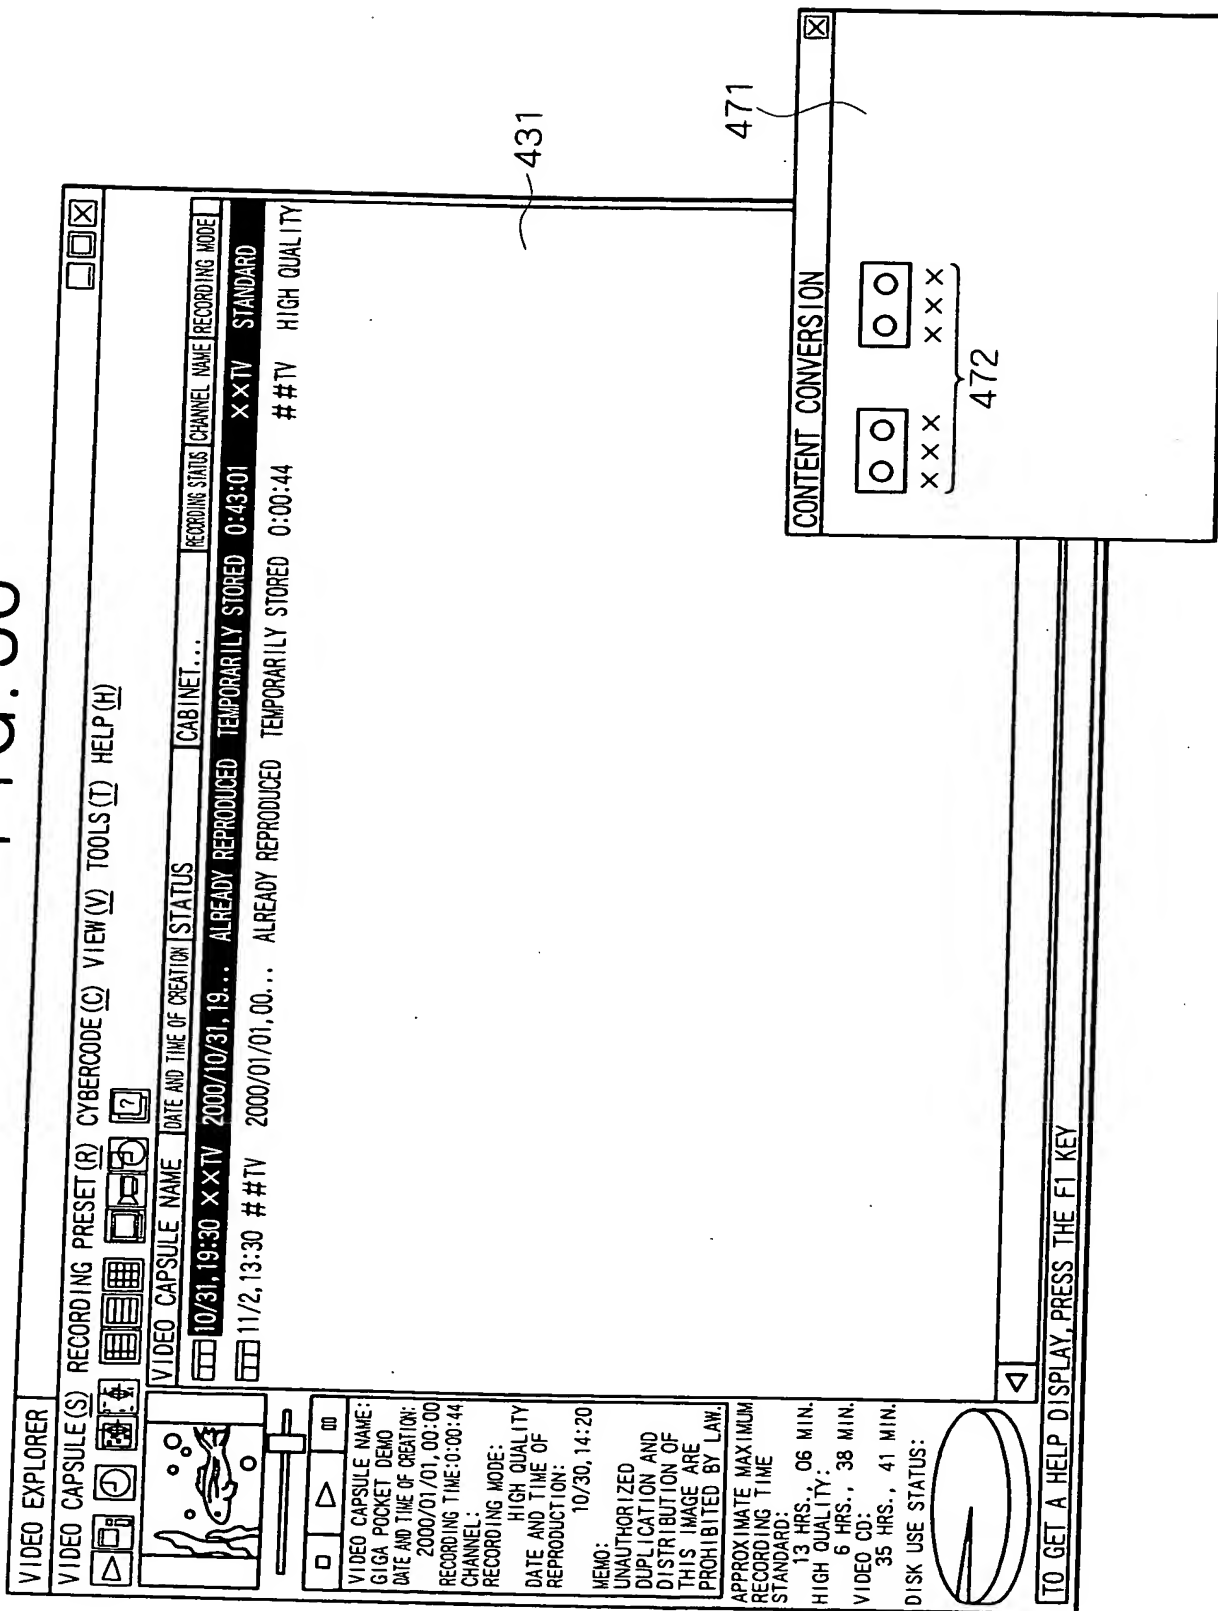 VIDEO EXPLORER
VIDEO CAPSULE(S) RECORDING PRESET(R) CYBERCODE(C) VIEW(V) TOOLS(T) HELP(H)
VIDEO CAPSULE NAME DATE AND TIME OF CREATION STATUS CABINET... RECORDING STATUS CHANNEL NAME RECORDING MODE
10/31,19:30 ××TV 2000/10/31,19... ALREADY REPRODUCED TEMPORARILY STORED 0:43:01 ××TV STANDARD
11/2,13:30 ##TV 2000/01/01,00... ALREADY REPRODUCED TEMPORARILY STORED 0:00:44 ##TV HIGH QUALITY
VIDEO CAPSULE NAME:
GIGA POCKET DEMO
DATE AND TIME OF CREATION:
2000/01/01,00:00
RECORDING TIME:0:00:44
CHANNEL:
RECORDING MODE:
HIGH QUALITY
DATE AND TIME OF
REPRODUCTION:
10/30,14:20
MEMO:
UNAUTHORIZED
DUPLICATION AND
DISTRIBUTION OF
THIS IMAGE ARE
PROHIBITED BY LAW.
APPROXIMATE MAXIMUM
RECORDING TIME
STANDARD:
13 HRS., 06 MIN.
HIGH QUALITY:
6 HRS., 38 MIN.
VIDEO CD:
35 HRS., 41 MIN.
DISK USE STATUS:
TO GET A HELP DISPLAY,PRESS THE F1 KEY
431
CONTENT CONVERSION
471
××× ×××
472